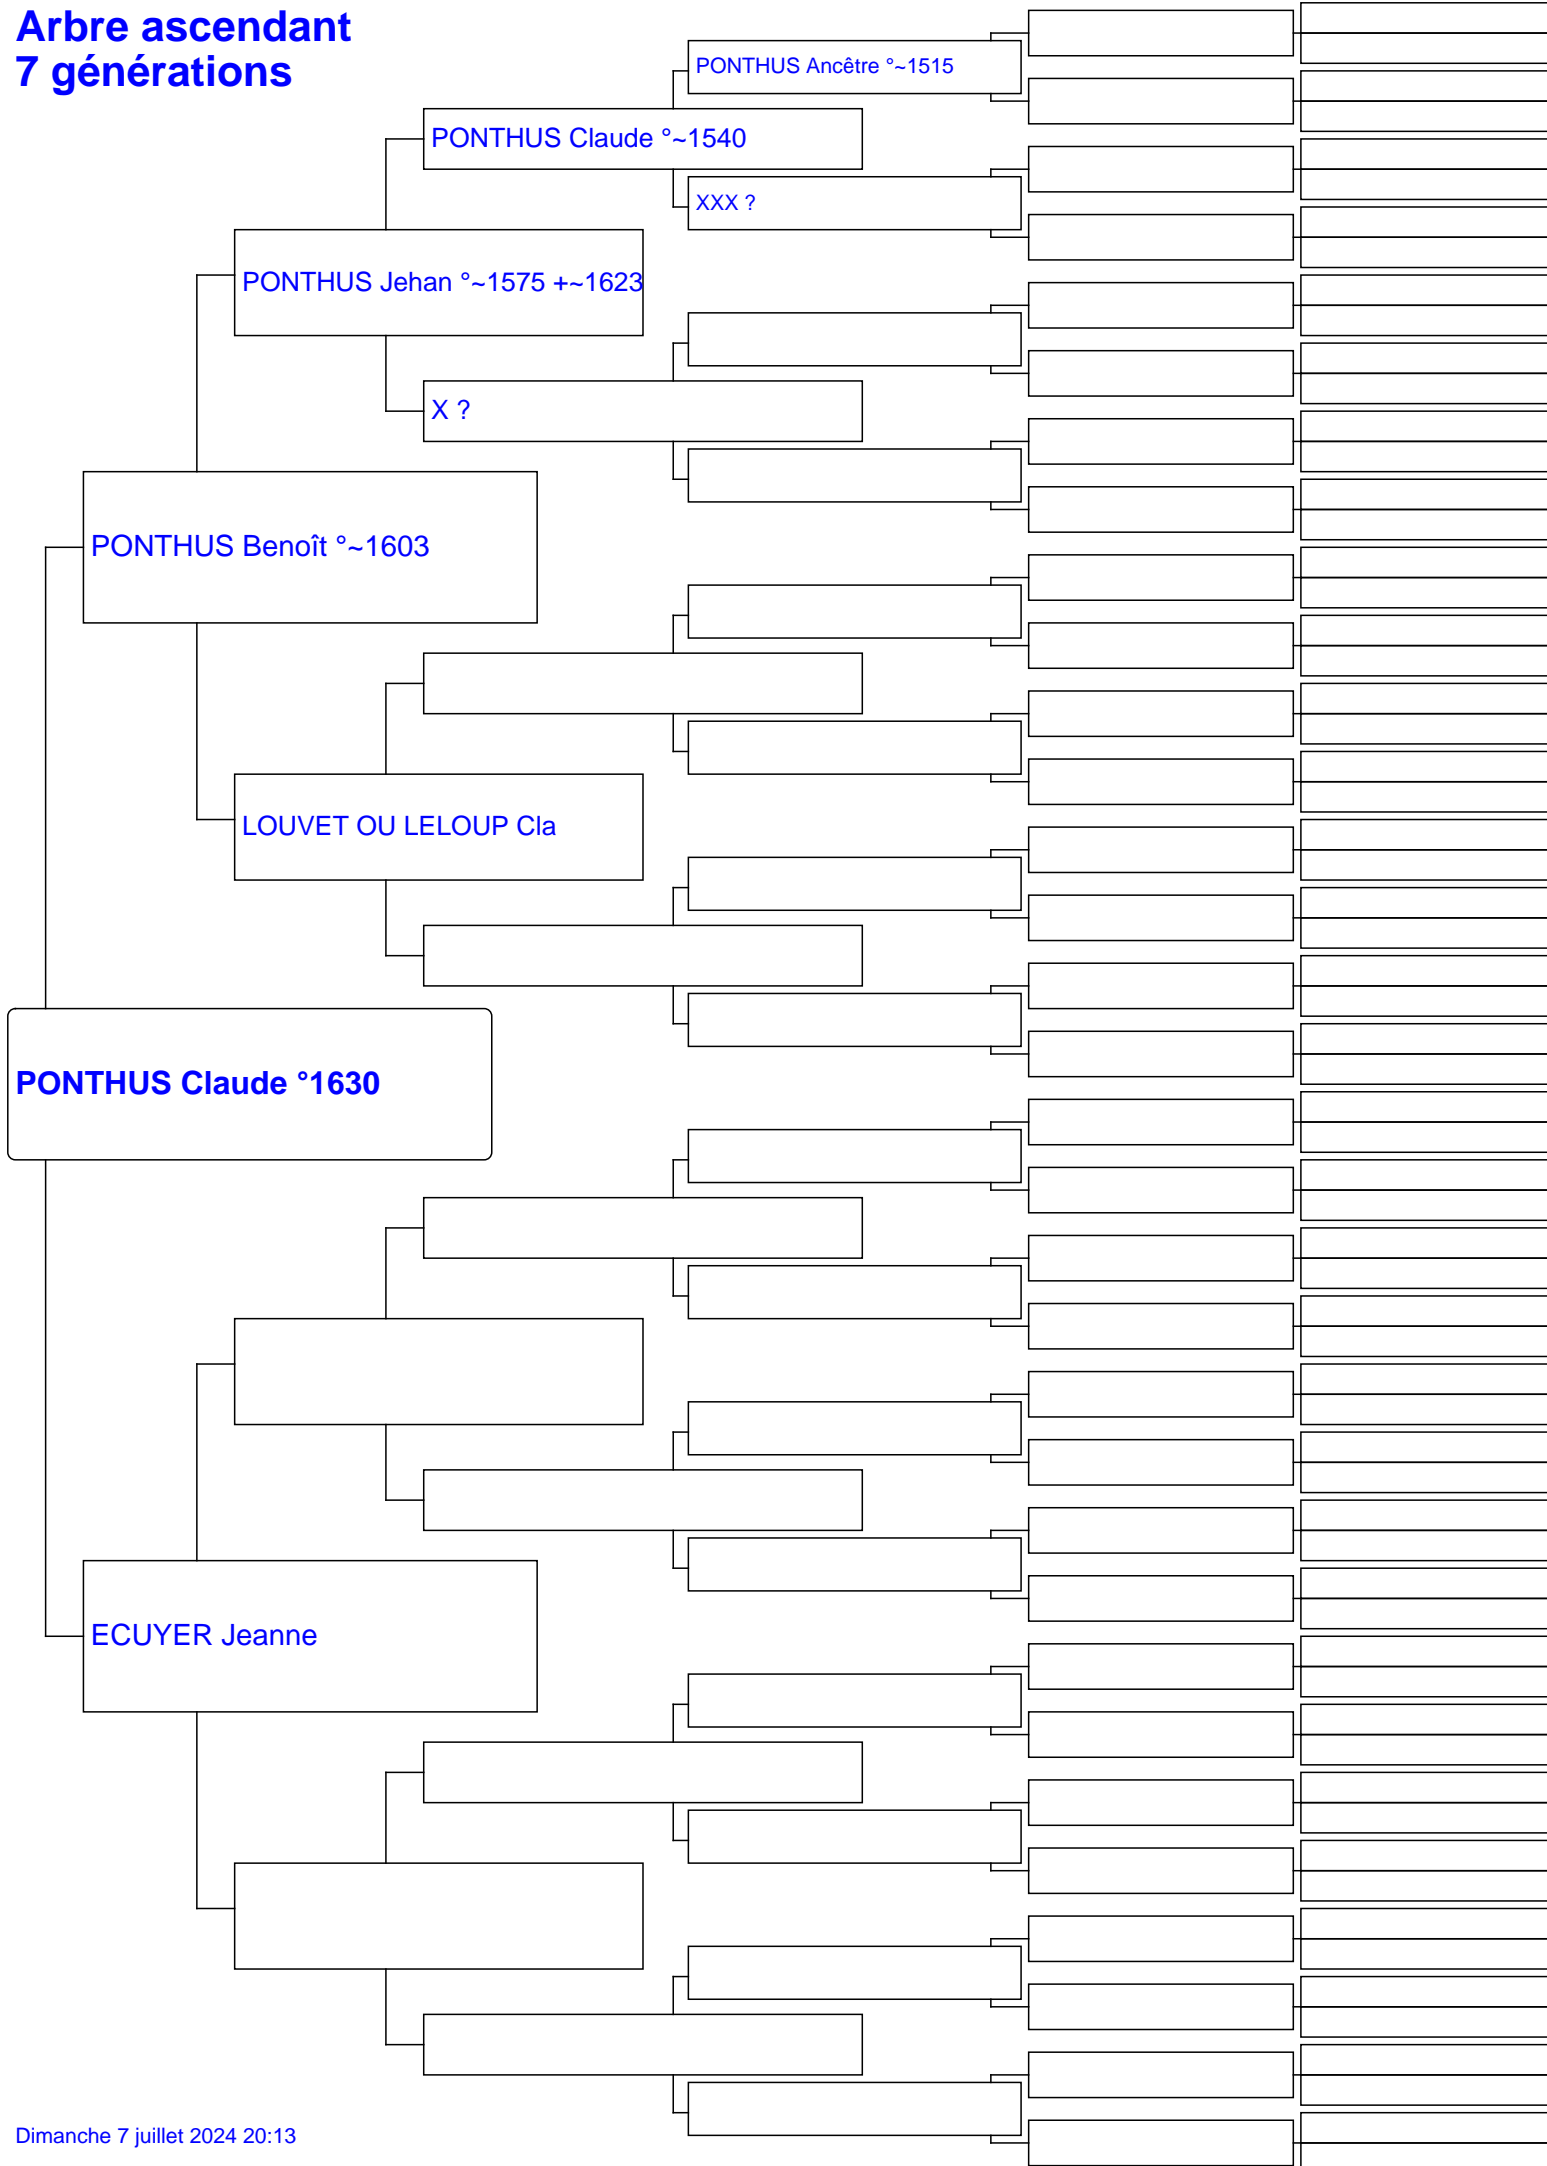 Arbre ascendant
7 générations
PONTHUS Ancêtre °~1515
PONTHUS Claude °~1540
XXX ?
PONTHUS Jehan °~1575 +~1623
X ?
PONTHUS Benoît °~1603
LOUVET OU LELOUP Cla
PONTHUS Claude °1630
ECUYER Jeanne
Dimanche 7 juillet 2024 20:13